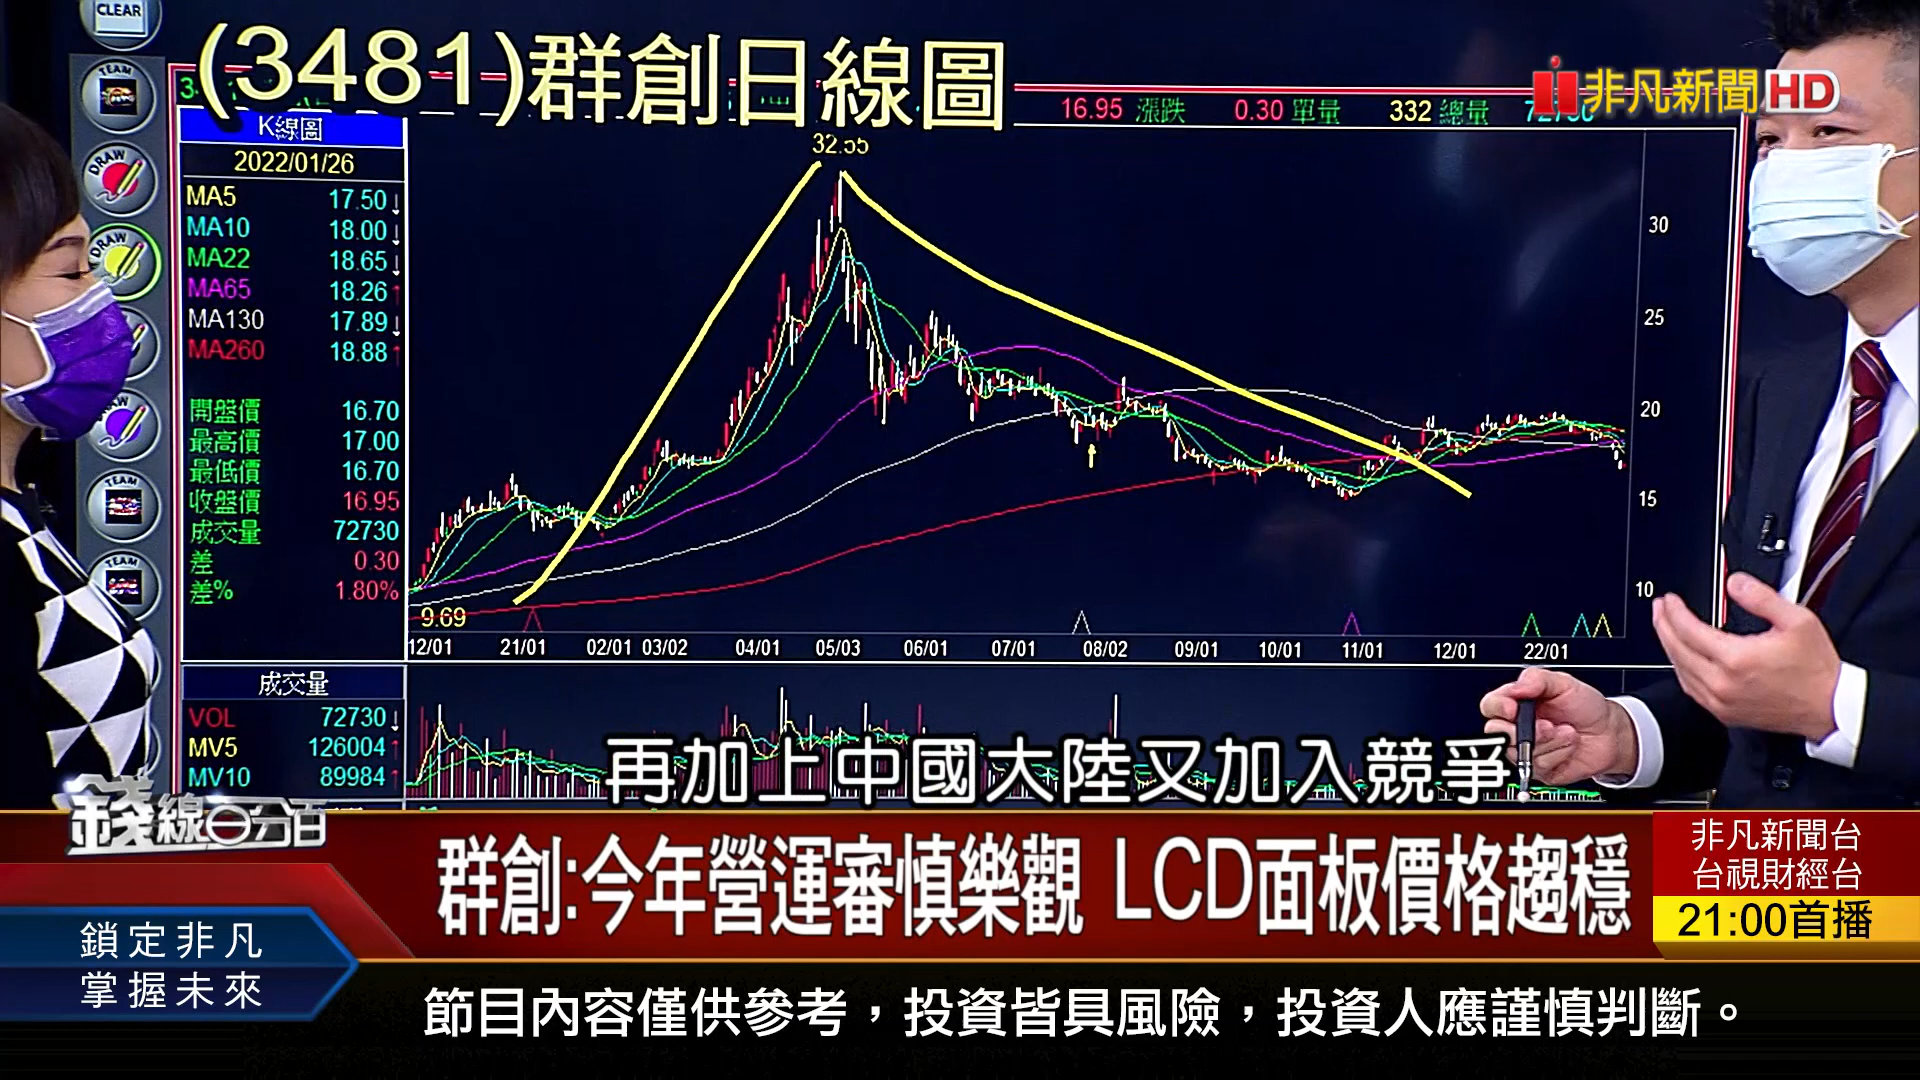 CLEAR
TEAM
DRAW
DRAW
TEAM
TEAM
(3481)群創日線圖
16.95 漲跌 0.30 單量 332 總量 72730
非凡新聞HD
K線圖
2022/01/26
MA5 17.50↓
MA10 18.00↓
MA22 18.65↓
MA65 18.26↑
MA130 17.89↓
MA260 18.88↑
開盤價 16.70
最高價 17.00
最低價 16.70
收盤價 16.95
成交量 72730
差 0.30
差% 1.80%
32.55
30
25
20
15
10
9.69
12/01 21/01 02/01 03/02 04/01 05/03 06/01 07/01 08/02 09/01 10/01 11/01 12/01 22/01
成交量
VOL 72730↓
MV5 126004↑
MV10 89984↑
再加上中國大陸又加入競爭
錢線百分百
群創:今年營運審慎樂觀 LCD面板價格趨穩
非凡新聞台
台視財經台
21:00首播
鎖定非凡
掌握未來
節目內容僅供參考，投資皆具風險，投資人應謹慎判斷。